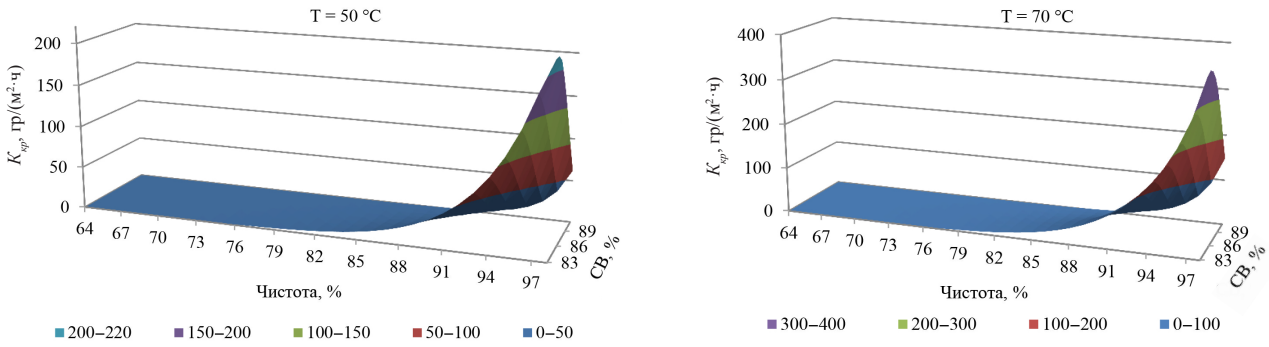 T = 50 °C
200
150
100
50
0
Kкр, гр/(м²·ч)
64 67 70 73 76 79 82 85 88 91 94 97
83 86 89
СВ, %
Чистота, %
200–220 150–200 100–150 50–100 0–50
T = 70 °C
400
300
200
100
0
Kкр, гр/(м²·ч)
64 67 70 73 76 79 82 85 88 91 94 97
83 86 89
СВ, %
Чистота, %
300–400 200–300 100–200 0–100